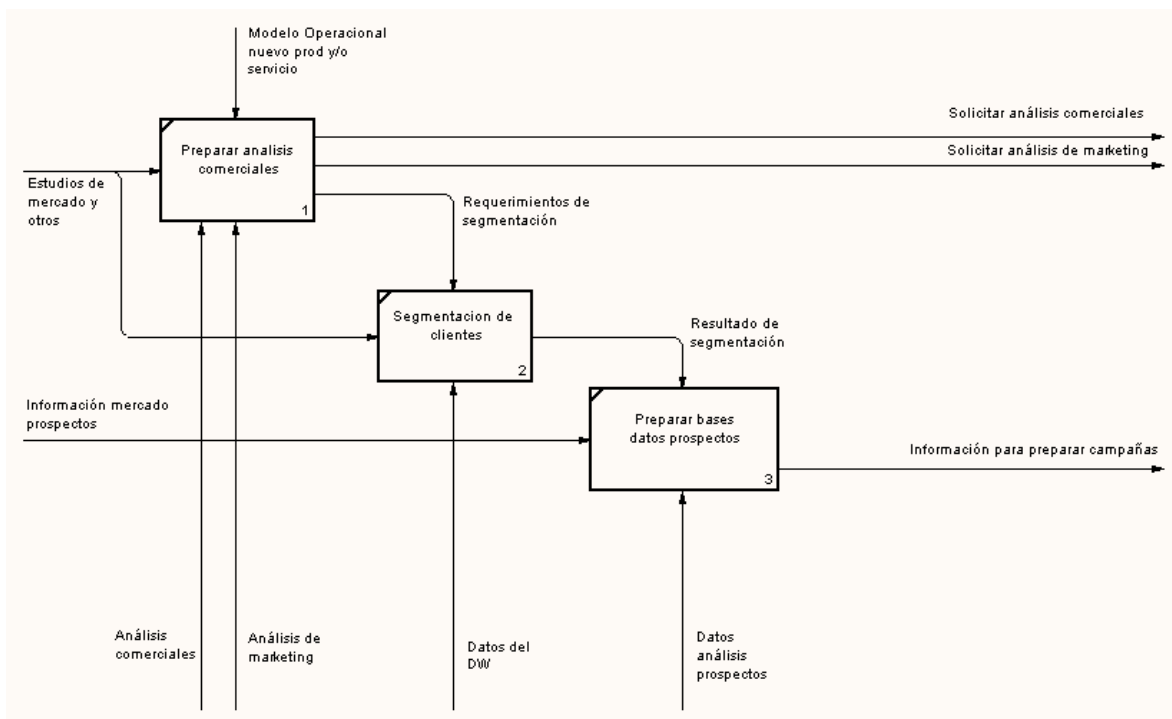 Modelo Operacional
nuevo prod y/o
servicio
Solicitar análisis comerciales
Preparar analisis
comerciales
1
Solicitar análisis de marketing
Estudios de
mercado y
otros
Requerimientos de
segmentación
Segmentacion de
clientes
2
Resultado de
segmentación
Información mercado
prospectos
Preparar bases
datos prospectos
3
Información para preparar campañas
Análisis
comerciales
Análisis de
marketing
Datos del
DW
Datos
análisis
prospectos